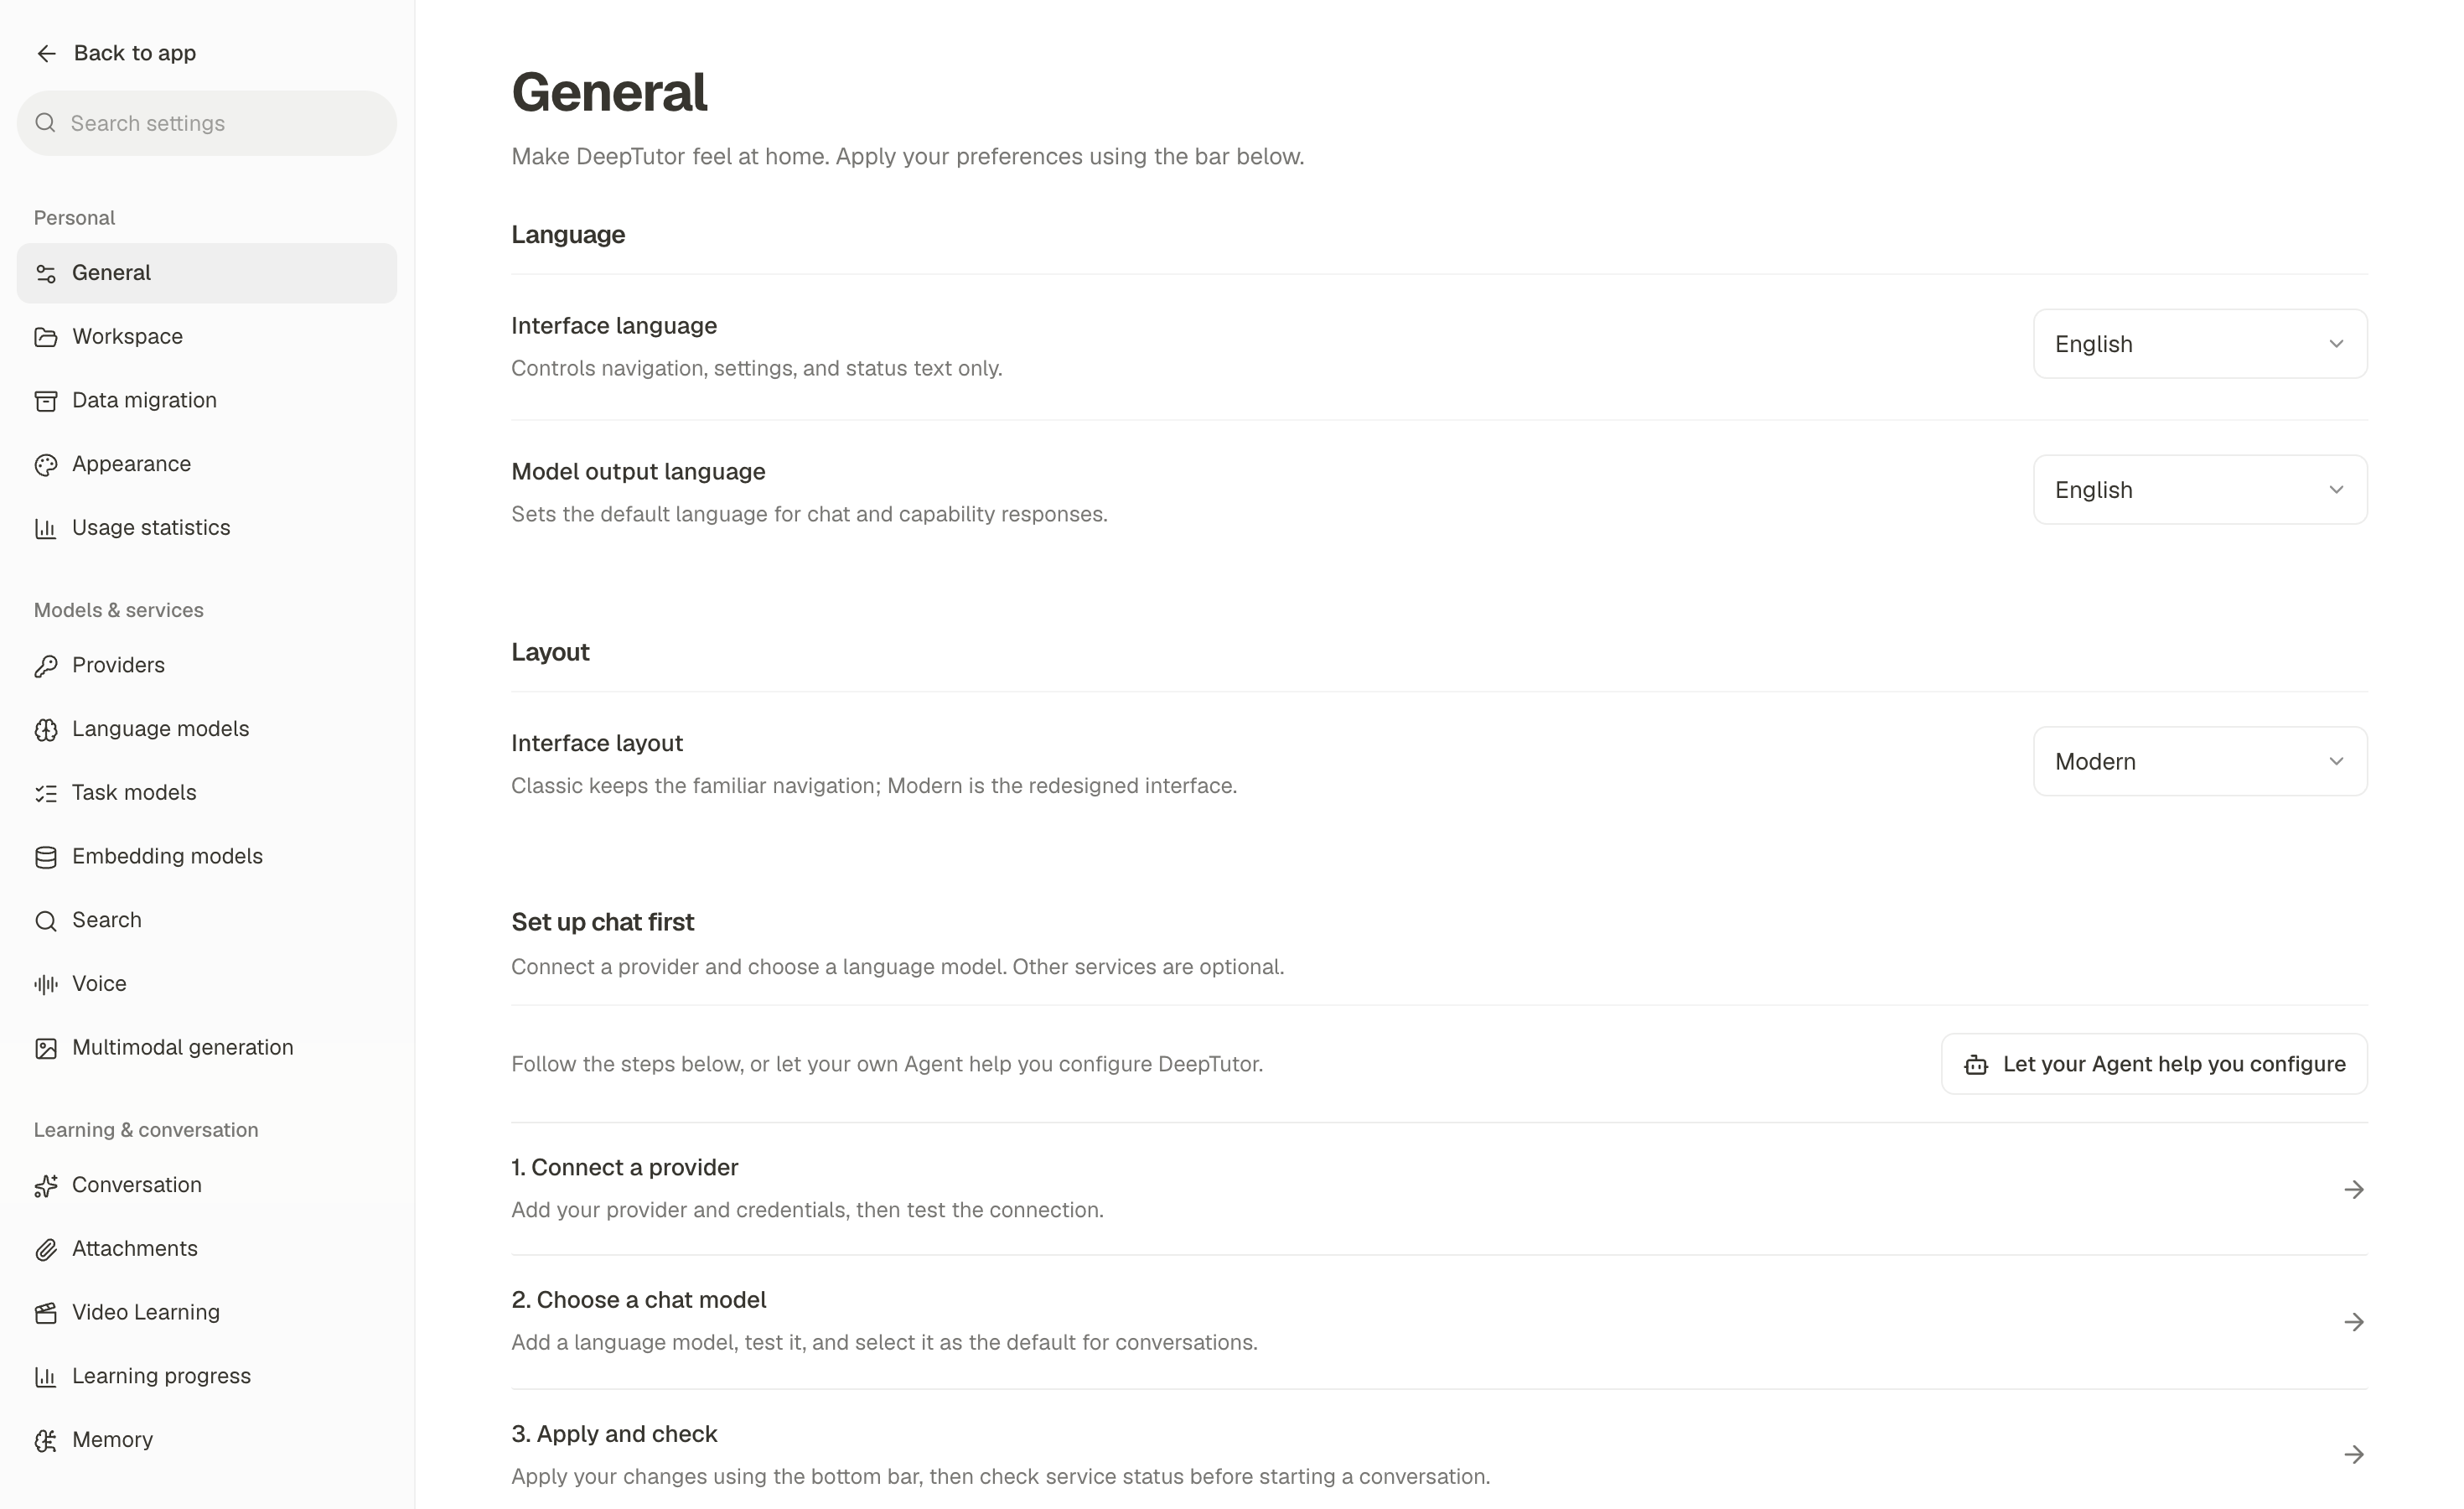 Back to app
Search settings
Personal
General
Workspace
Data migration
Appearance
Usage statistics
Models & services
Providers
Language models
Task models
Embedding models
Search
Voice
Multimodal generation
Learning & conversation
Conversation
Attachments
Video Learning
Learning progress
Memory
General
Make DeepTutor feel at home. Apply your preferences using the bar below.
Language
Interface language
Controls navigation, settings, and status text only.
English
Model output language
Sets the default language for chat and capability responses.
English
Layout
Interface layout
Classic keeps the familiar navigation; Modern is the redesigned interface.
Modern
Set up chat first
Connect a provider and choose a language model. Other services are optional.
Follow the steps below, or let your own Agent help you configure DeepTutor.
Let your Agent help you configure
1. Connect a provider
Add your provider and credentials, then test the connection.
2. Choose a chat model
Add a language model, test it, and select it as the default for conversations.
3. Apply and check
Apply your changes using the bottom bar, then check service status before starting a conversation.